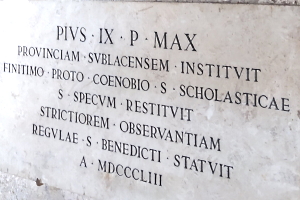 PIVS · IX · P · MAX
PROVINCIAM · SVBLACENSEM · INSTITVIT
FINITIMO · PROTO · COENOBIO · S · SCHOLASTICAE
S · SPECVM · RESTITVIT
STRICTIOREM · OBSERVANTIAM
REGVLAE · S · BENEDICTI · STATVIT
A · MDCCCLIII